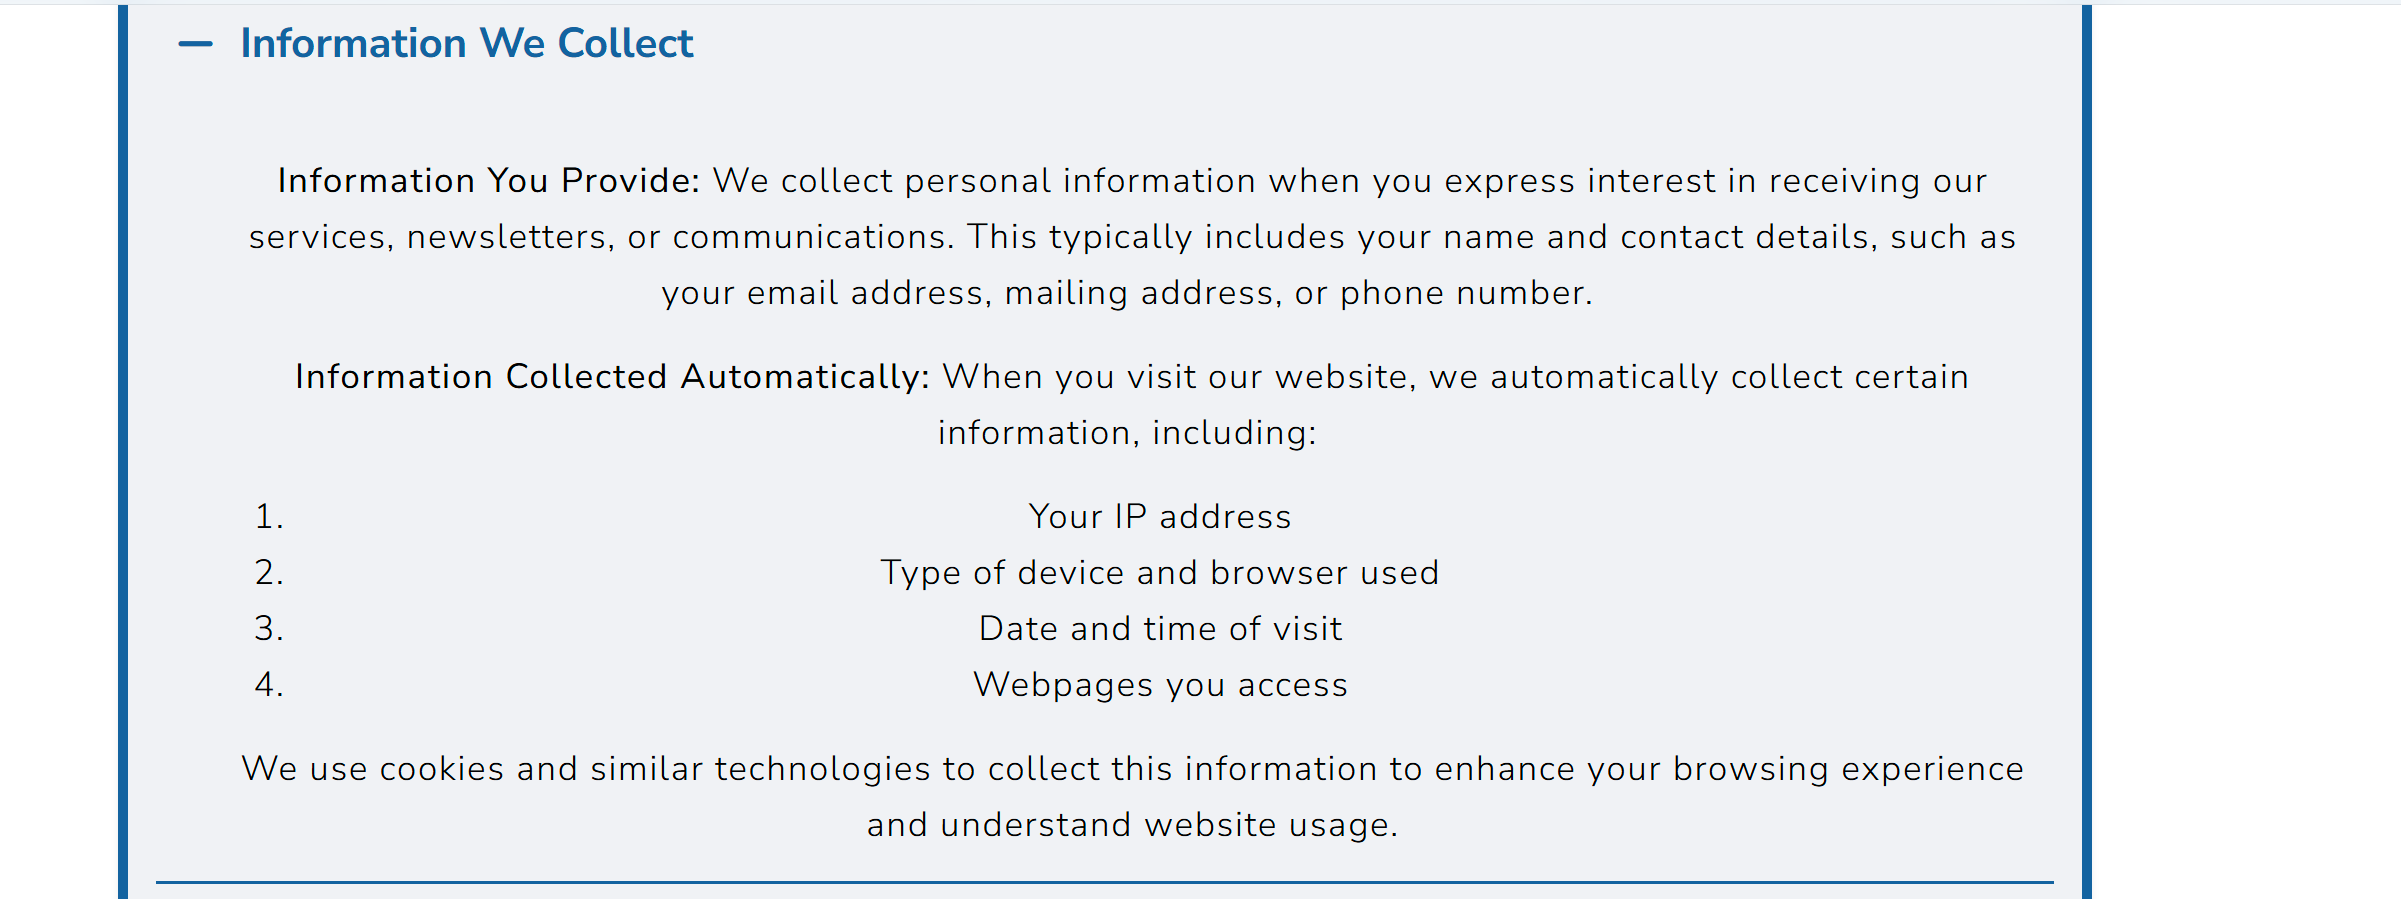 Information We Collect
Information You Provide: We collect personal information when you express interest in receiving our
services, newsletters, or communications. This typically includes your name and contact details, such as
your email address, mailing address, or phone number.
Information Collected Automatically: When you visit our website, we automatically collect certain
information, including:
1. Your IP address
2. Type of device and browser used
3. Date and time of visit
4. Webpages you access
We use cookies and similar technologies to collect this information to enhance your browsing experience
and understand website usage.